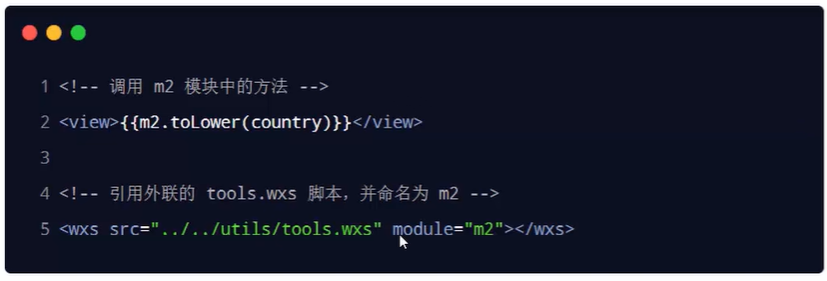 1 <!-- 调用 m2 模块中的方法 -->
2 <view>{{m2.toLower(country)}}</view>
3
4 <!-- 引用外联的 tools.wxs 脚本，并命名为 m2 -->
5 <wxs src="../../utils/tools.wxs" module="m2"></wxs>